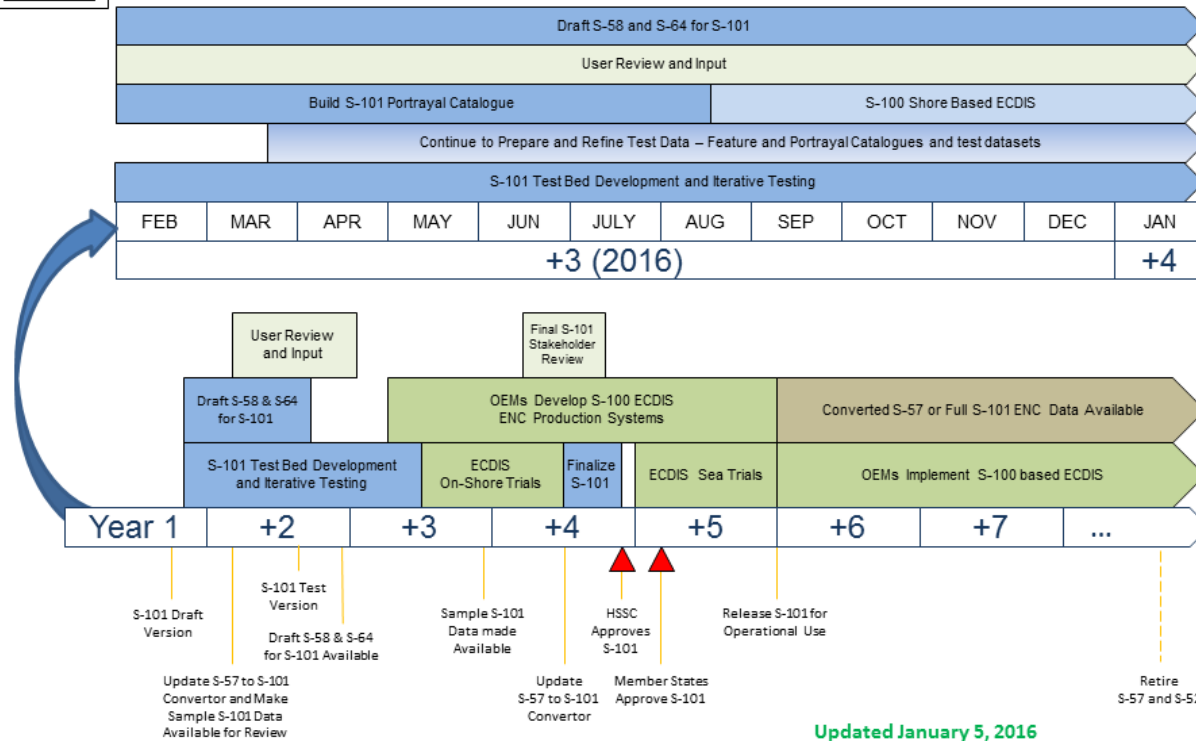 Draft S-58 and S-64 for S-101
User Review and Input
Build S-101 Portrayal Catalogue
S-100 Shore Based ECDIS
Continue to Prepare and Refine Test Data – Feature and Portrayal Catalogues and test datasets
S-101 Test Bed Development and Iterative Testing
FEB MAR APR MAY JUN JULY AUG SEP OCT NOV DEC JAN
+3 (2016) +4
User Review
and Input
Final S-101
Stakeholder
Review
Draft S-58 & S-64
for S-101
OEMs Develop S-100 ECDIS
ENC Production Systems
Converted S-57 or Full S-101 ENC Data Available
S-101 Test Bed Development
and Iterative Testing
ECDIS
On-Shore Trials
Finalize
S-101
ECDIS Sea Trials
OEMs Implement S-100 based ECDIS
Year 1 +2 +3 +4 +5 +6 +7 ...
S-101 Draft
Version
Update S-57 to S-101
Convertor and Make
Sample S-101 Data
Available for Review
S-101 Test
Version
Draft S-58 & S-64
for S-101 Available
Sample S-101
Data made
Available
Update
S-57 to S-101
Convertor
HSSC
Approves
S-101
Member States
Approve S-101
Release S-101 for
Operational Use
Retire
S-57 and S-52
Updated January 5, 2016